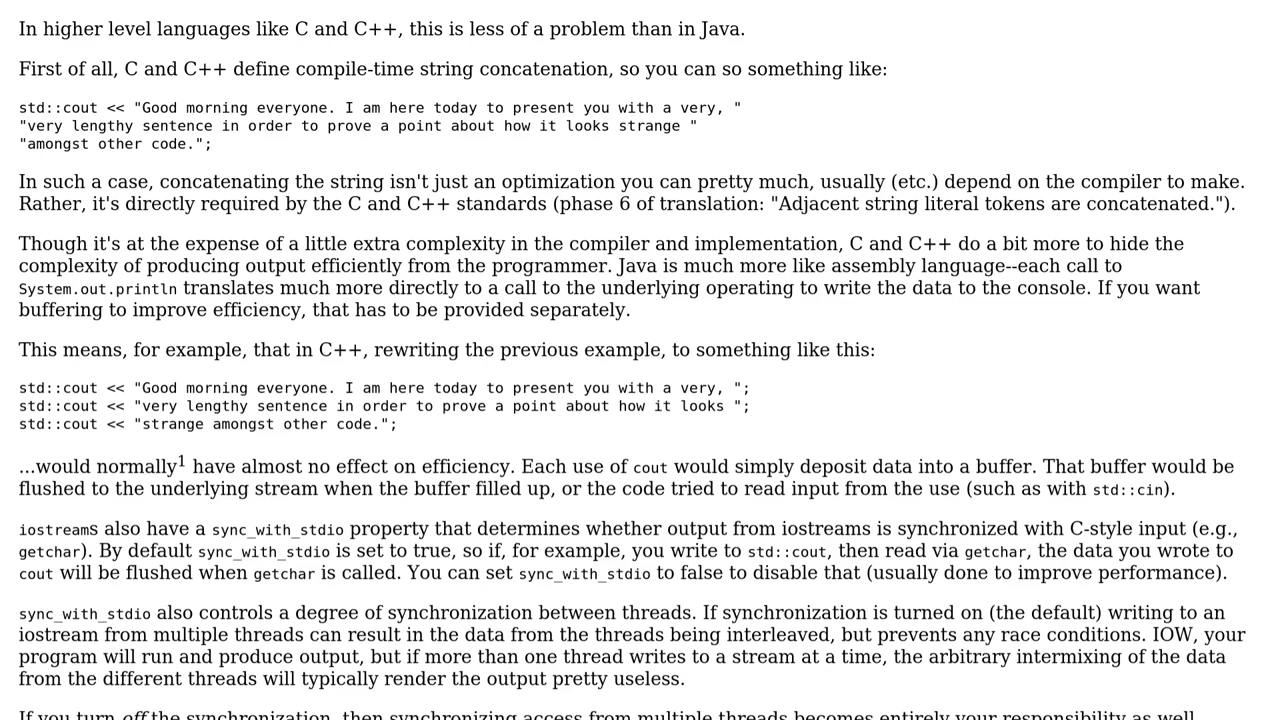 In higher level languages like C and C++, this is less of a problem than in Java.
First of all, C and C++ define compile-time string concatenation, so you can so something like:
std::cout << "Good morning everyone. I am here today to present you with a very, "
"very lengthy sentence in order to prove a point about how it looks strange "
"amongst other code.";
In such a case, concatenating the string isn't just an optimization you can pretty much, usually (etc.) depend on the compiler to make.
Rather, it's directly required by the C and C++ standards (phase 6 of translation: "Adjacent string literal tokens are concatenated.").
Though it's at the expense of a little extra complexity in the compiler and implementation, C and C++ do a bit more to hide the
complexity of producing output efficiently from the programmer. Java is much more like assembly language--each call to
System.out.println translates much more directly to a call to the underlying operating to write the data to the console. If you want
buffering to improve efficiency, that has to be provided separately.
This means, for example, that in C++, rewriting the previous example, to something like this:
std::cout << "Good morning everyone. I am here today to present you with a very, ";
std::cout << "very lengthy sentence in order to prove a point about how it looks ";
std::cout << "strange amongst other code.";
...would normally1 have almost no effect on efficiency. Each use of cout would simply deposit data into a buffer. That buffer would be
flushed to the underlying stream when the buffer filled up, or the code tried to read input from the use (such as with std::cin).
iostreams also have a sync_with_stdio property that determines whether output from iostreams is synchronized with C-style input (e.g.,
getchar). By default sync_with_stdio is set to true, so if, for example, you write to std::cout, then read via getchar, the data you wrote to
cout will be flushed when getchar is called. You can set sync_with_stdio to false to disable that (usually done to improve performance).
sync_with_stdio also controls a degree of synchronization between threads. If synchronization is turned on (the default) writing to an
iostream from multiple threads can result in the data from the threads being interleaved, but prevents any race conditions. IOW, your
program will run and produce output, but if more than one thread writes to a stream at a time, the arbitrary intermixing of the data
from the different threads will typically render the output pretty useless.
If you turn off the synchronization, then synchronizing access from multiple threads becomes entirely your responsibility as well.